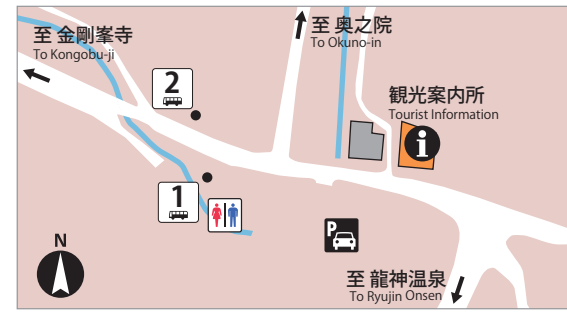 至 金剛峯寺
To Kongobu-ji
至 奥之院
To Okuno-in
2
観光案内所
Tourist Information
i
1
P
N
至 龍神温泉
To Ryujin Onsen